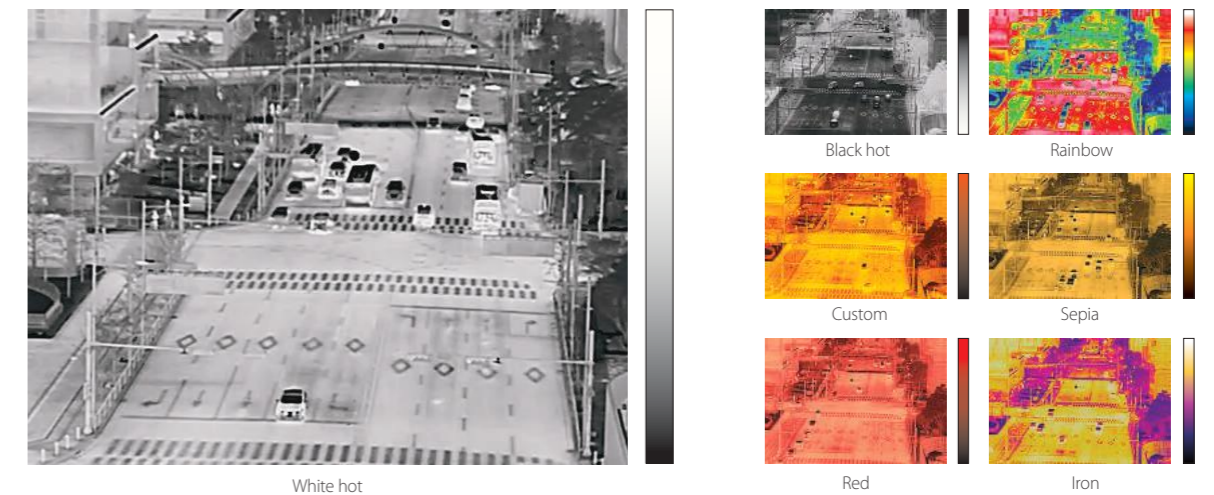 White hot
Black hot
Rainbow
Custom
Sepia
Red
Iron